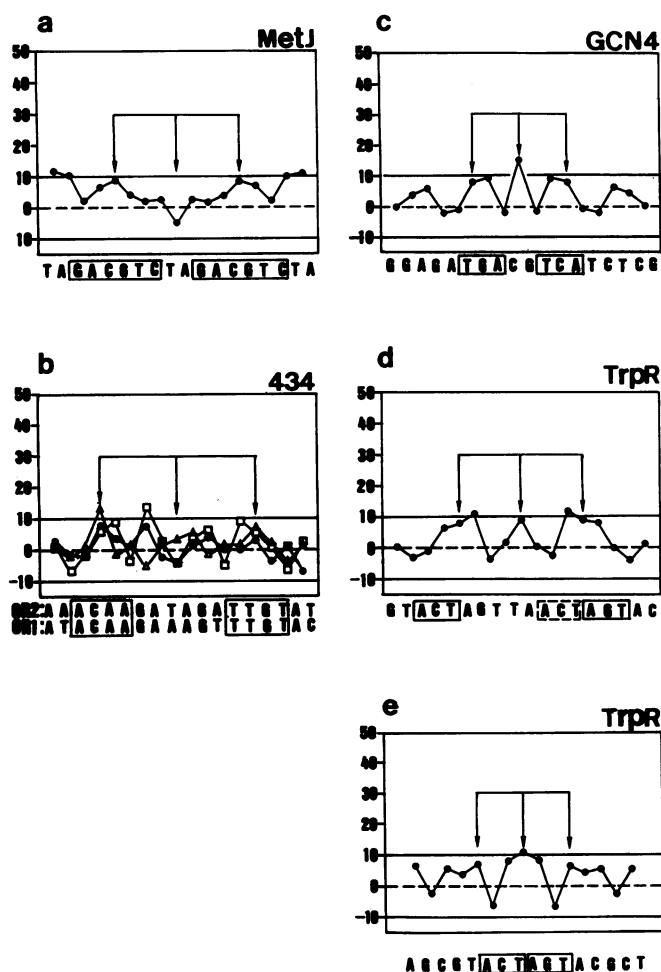 a
MetJ
50
40
30
20
10
0
10
T A G A C G T C T A G A C G T C T A
c
GCN4
50
40
30
20
10
0
-10
G G A G A T G A C G T C A T C T C G
b
434
50
40
30
20
10
0
-10
OR2: A A A C A A G A T A G A T T G T A T
OR1: A T A C A A G A A A G T T T G T A C
d
TrpR
50
40
30
20
10
0
-10
G T A C T A G T T A A C T A G T A C
e
TrpR
50
40
30
20
10
0
-10
A G C G T A C T A G T A C G C T